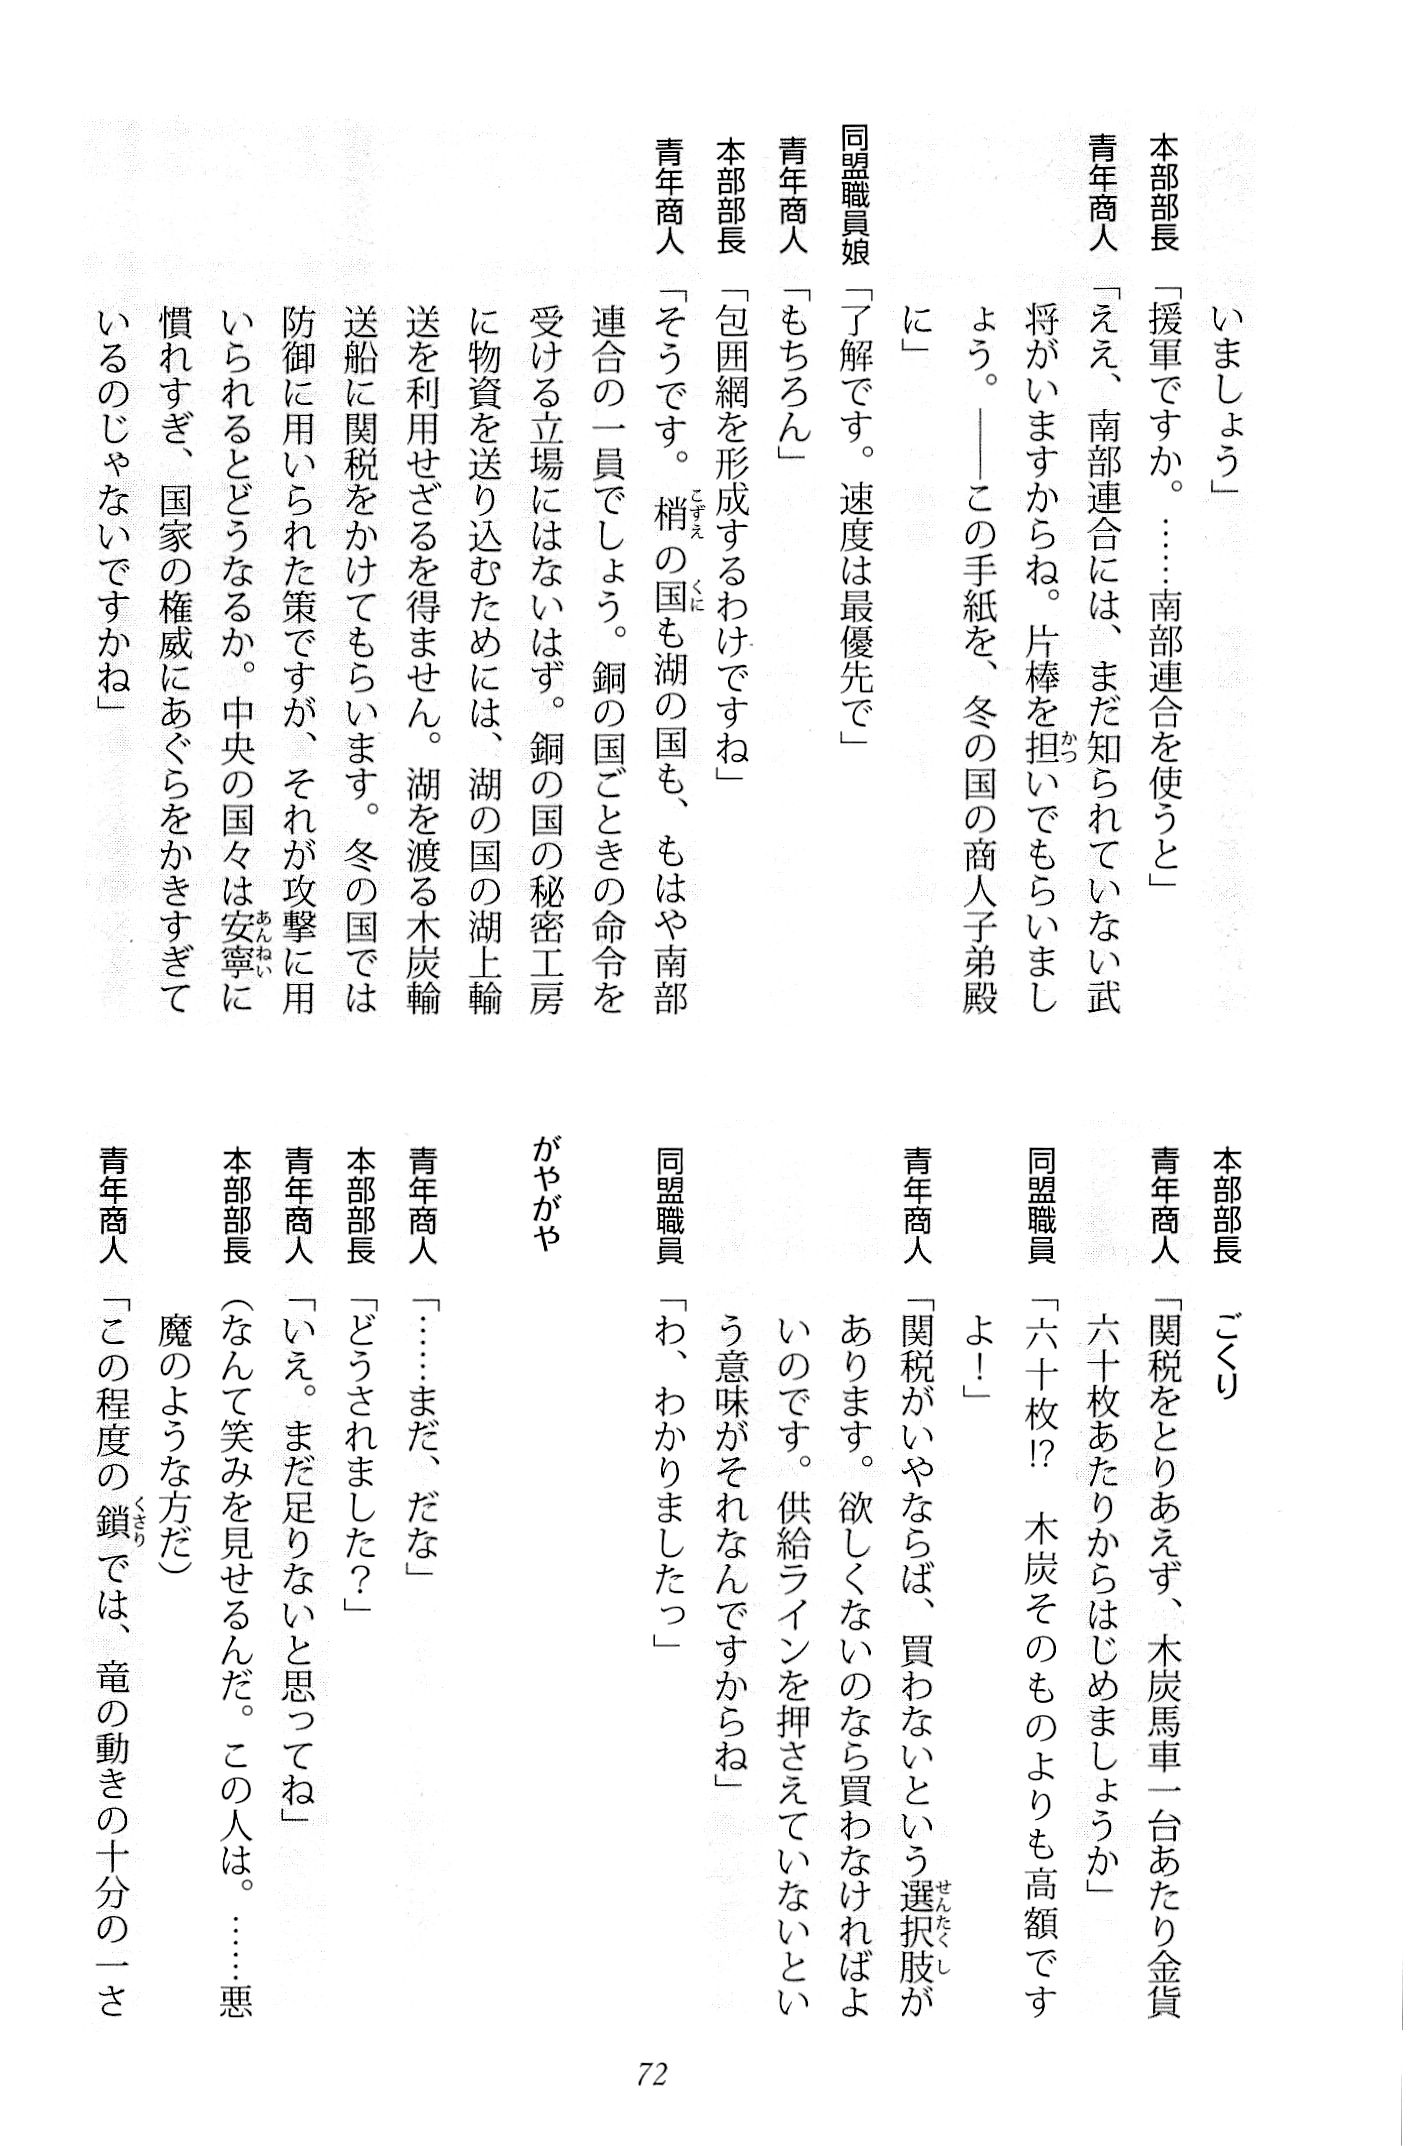 いましょう」
本部部長「援軍ですか。……南部連合を使うと」
青年商人「ええ、南部連合には、まだ知られていない武
将がいますからね。片棒を担いでもらいまし
ょう。――この手紙を、冬の国の商人子弟殿
に」
同盟職員娘「了解です。速度は最優先で」
青年商人「もちろん」
本部部長「包囲網を形成するわけですね」
青年商人「そうです。梢の国も湖の国も、もはや南部
連合の一員でしょう。銅の国ごときの命令を
受ける立場にはないはず。銅の国の秘密工房
に物資を送り込むためには、湖の国の湖上輸
送を利用せざるを得ません。湖を渡る木炭輸
送船に関税をかけてもらいます。冬の国では
防御に用いられた策ですが、それが攻撃に用
いられるとどうなるか。中央の国々は安寧に
慣れすぎ、国家の権威にあぐらをかきすぎて
いるのじゃないですかね」
本部部長　ごくり
青年商人「関税をとりあえず、木炭馬車一台あたり金貨
六十枚あたりからはじめましょうか」
同盟職員「六十枚!?　木炭そのものよりも高額です
よ！」
青年商人「関税がいやならば、買わないという選択肢が
あります。欲しくないのなら買わなければよ
いのです。供給ラインを押さえていないとい
う意味がそれなんですからね」
同盟職員「わ、わかりましたっ」
がやがや
青年商人「……まだ、だな」
本部部長「どうされました？」
青年商人「いえ。まだ足りないと思ってね」
本部部長（なんて笑みを見せるんだ。この人は。……悪
魔のような方だ）
青年商人「この程度の鎖では、竜の動きの十分の一さ
72